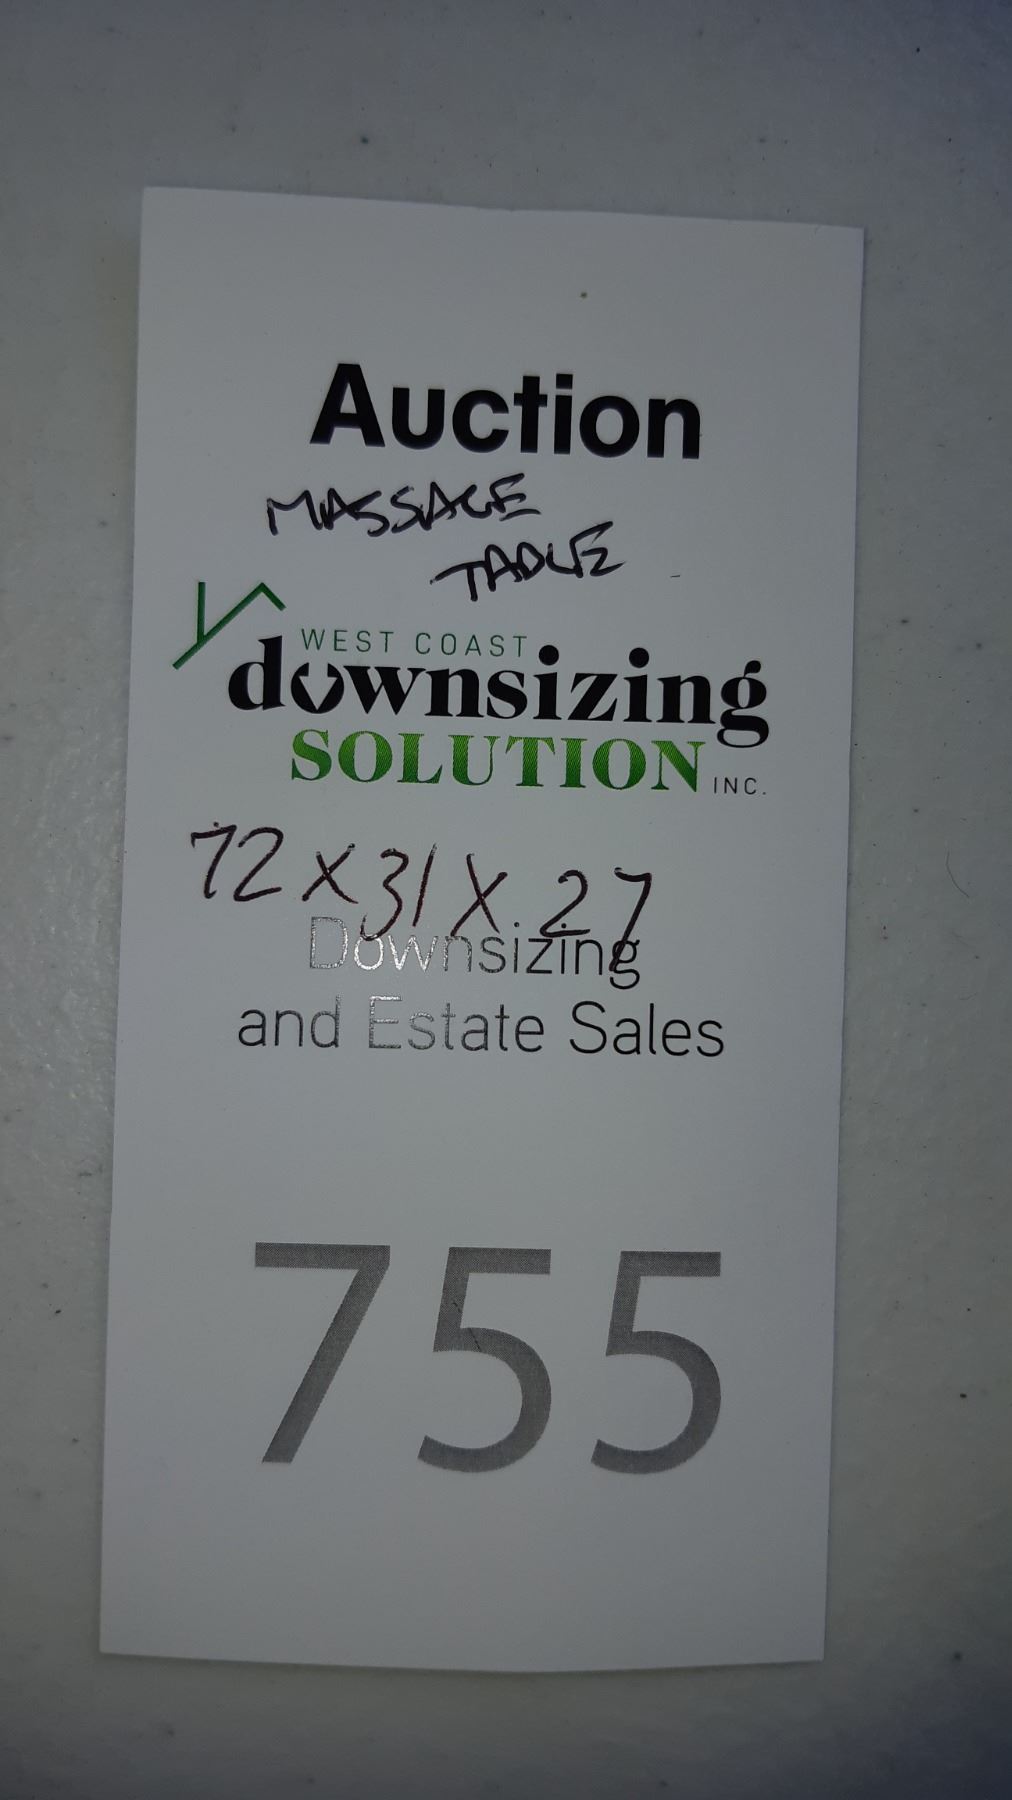 Auction
MASSAGE
TABLE
WEST COAST
downsizing
SOLUTION INC.
72 x 31 x 27
Downsizing
and Estate Sales
755